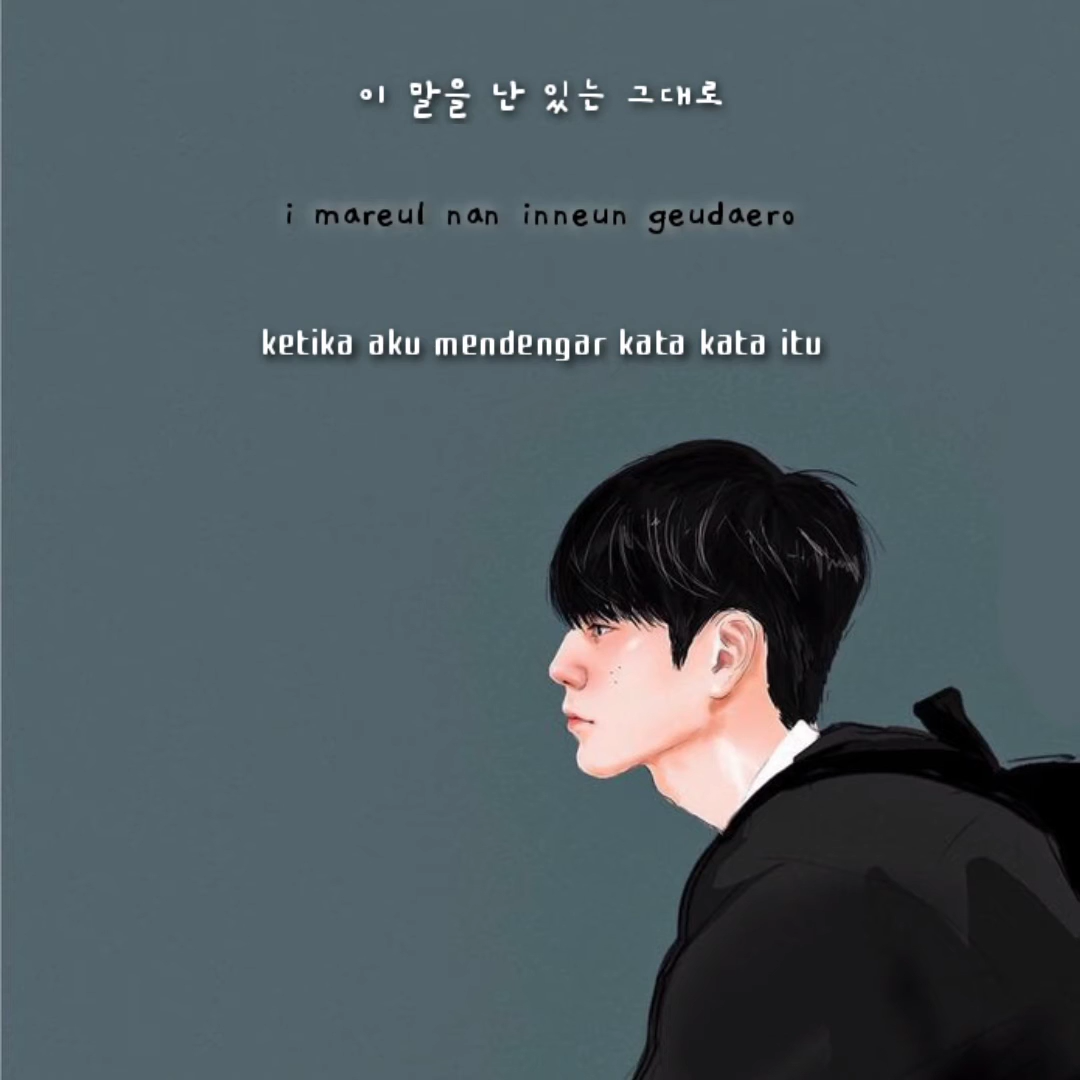 이 말을 난 있는 그대로
i mareul nan inneun geudaero
ketika aku mendengar kata kata itu